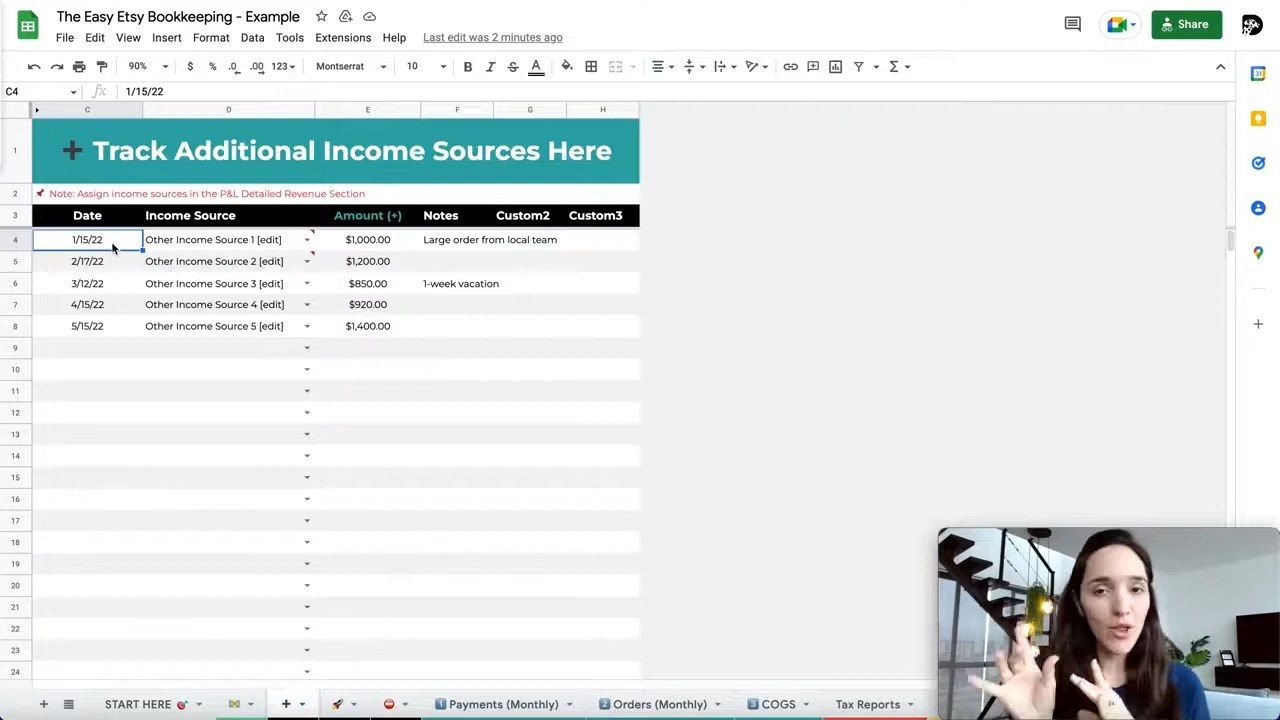 The Easy Etsy Bookkeeping - Example
File Edit View Insert Format Data Tools Extensions Help Last edit was 2 minutes ago
Share
90% $ % .0 .00 123 Montserrat 10 B I S A
C4 fx 1/15/22
C D E F G H
1 Track Additional Income Sources Here
2 Note: Assign income sources in the P&L Detailed Revenue Section
3 Date Income Source Amount (+) Notes Custom2 Custom3
4 1/15/22 Other Income Source 1 [edit] $1,000.00 Large order from local team
5 2/17/22 Other Income Source 2 [edit] $1,200.00
6 3/12/22 Other Income Source 3 [edit] $850.00 1-week vacation
7 4/15/22 Other Income Source 4 [edit] $920.00
8 5/15/22 Other Income Source 5 [edit] $1,400.00
9
10
11
12
13
14
15
16
17
18
19
20
21
22
23
24
START HERE + 1 Payments (Monthly) 2 Orders (Monthly) 3 COGS Tax Reports